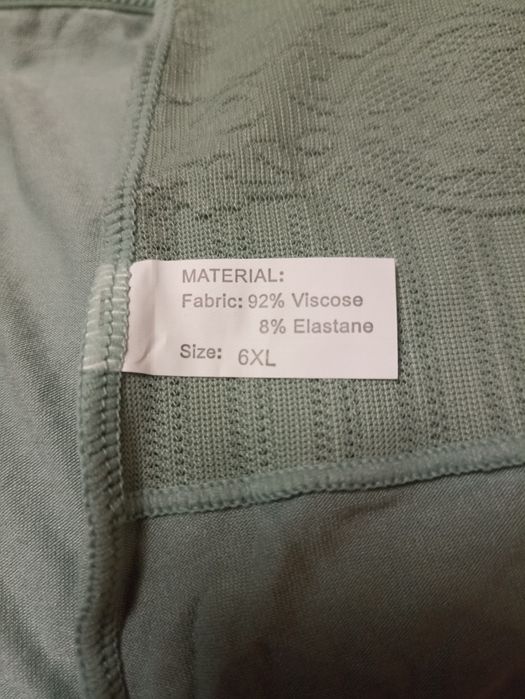 MATERIAL:
Fabric: 92% Viscose
8% Elastane
Size: 6XL